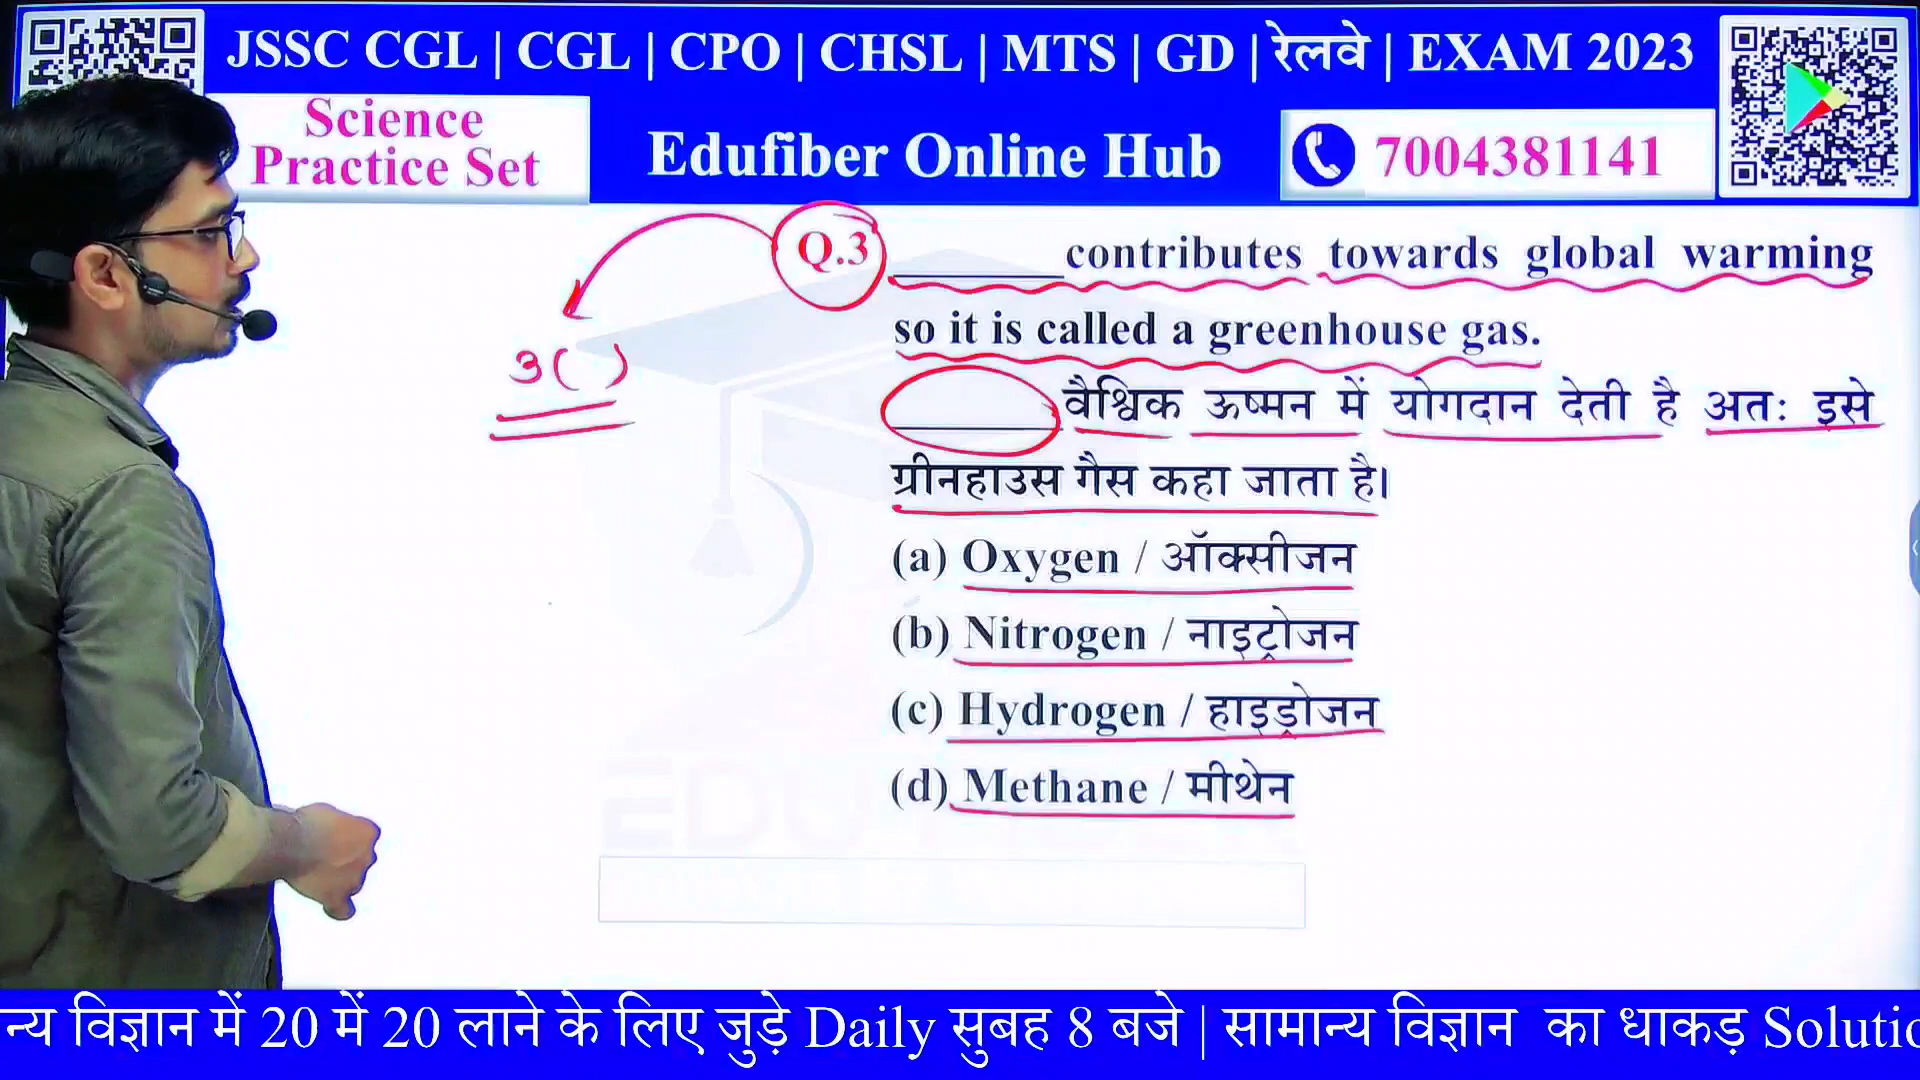 JSSC CGL | CGL | CPO | CHSL | MTS | GD | रेलवे | EXAM 2023
Science
Practice Set
Edufiber Online Hub
7004381141
Q.3 ________ contributes towards global warming
so it is called a greenhouse gas.
________ वैश्विक ऊष्मन में योगदान देती है अतः इसे
ग्रीनहाउस गैस कहा जाता है।
3 ( )
(a) Oxygen / ऑक्सीजन
(b) Nitrogen / नाइट्रोजन
(c) Hydrogen / हाइड्रोजन
(d) Methane / मीथेन
न्य विज्ञान में 20 में 20 लाने के लिए जुड़े Daily सुबह 8 बजे | सामान्य विज्ञान का धाकड़ Solutio